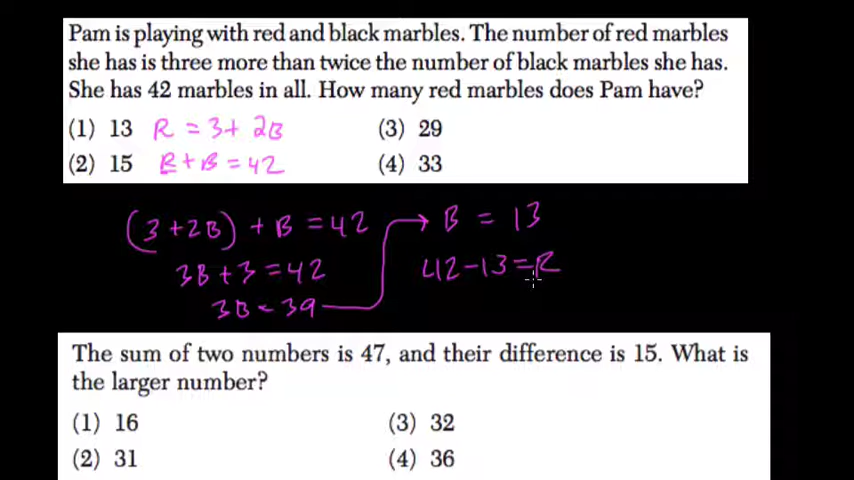 Pam is playing with red and black marbles. The number of red marbles
she has is three more than twice the number of black marbles she has.
She has 42 marbles in all. How many red marbles does Pam have?
(1) 13 R = 3 + 2B (3) 29
(2) 15 R + B = 42 (4) 33
(3 + 2B) + B = 42
3B + 3 = 42
3B = 39
B = 13
42 - 13 = R
The sum of two numbers is 47, and their difference is 15. What is
the larger number?
(1) 16 (3) 32
(2) 31 (4) 36